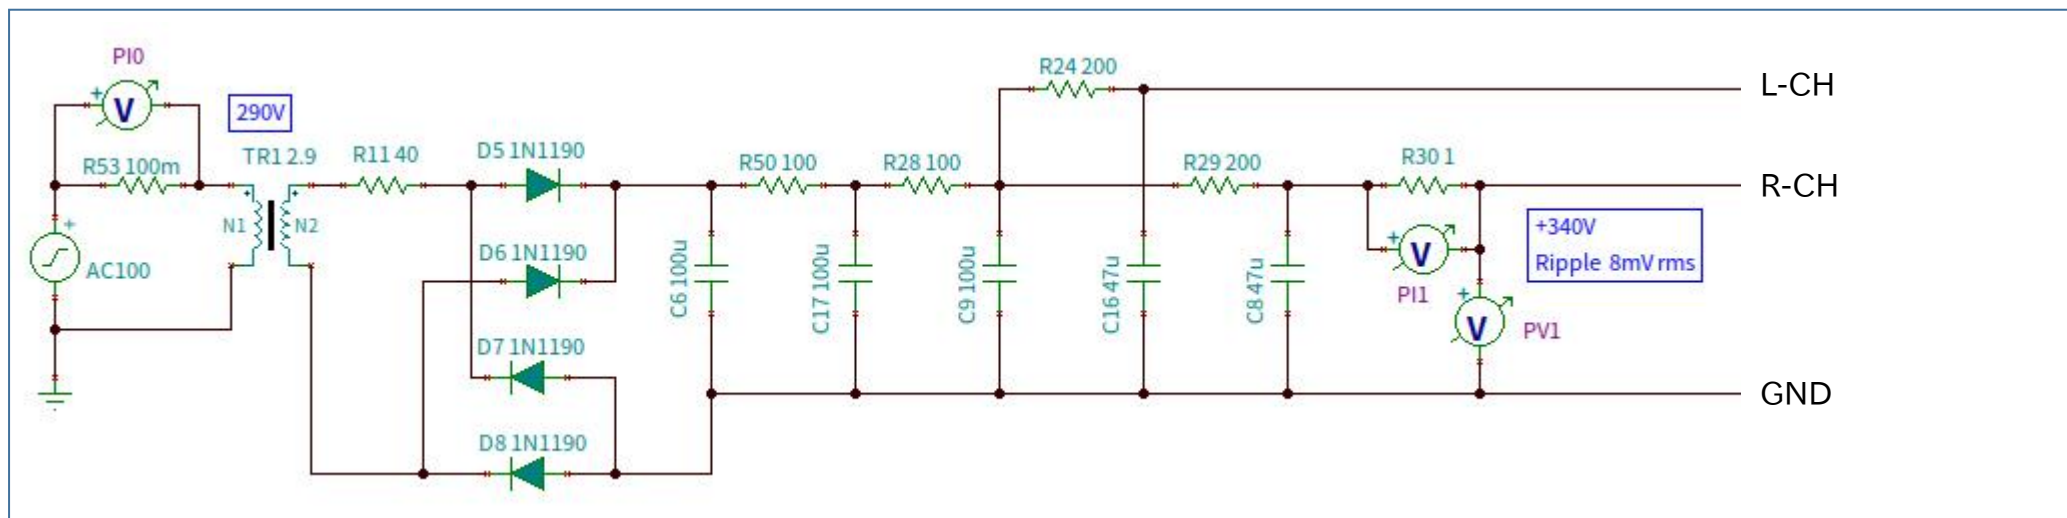 PI0
+
V
R53 100m
290V
TR1 2.9
N1
N2
+
AC100
R11 40
D5 1N1190
D6 1N1190
D7 1N1190
D8 1N1190
C6 100u
R50 100
C17 100u
R28 100
C9 100u
R24 200
C16 47u
R29 200
C8 47u
R30 1
+
V
PI1
+
V
PV1
+340V
Ripple 8mV rms
L-CH
R-CH
GND